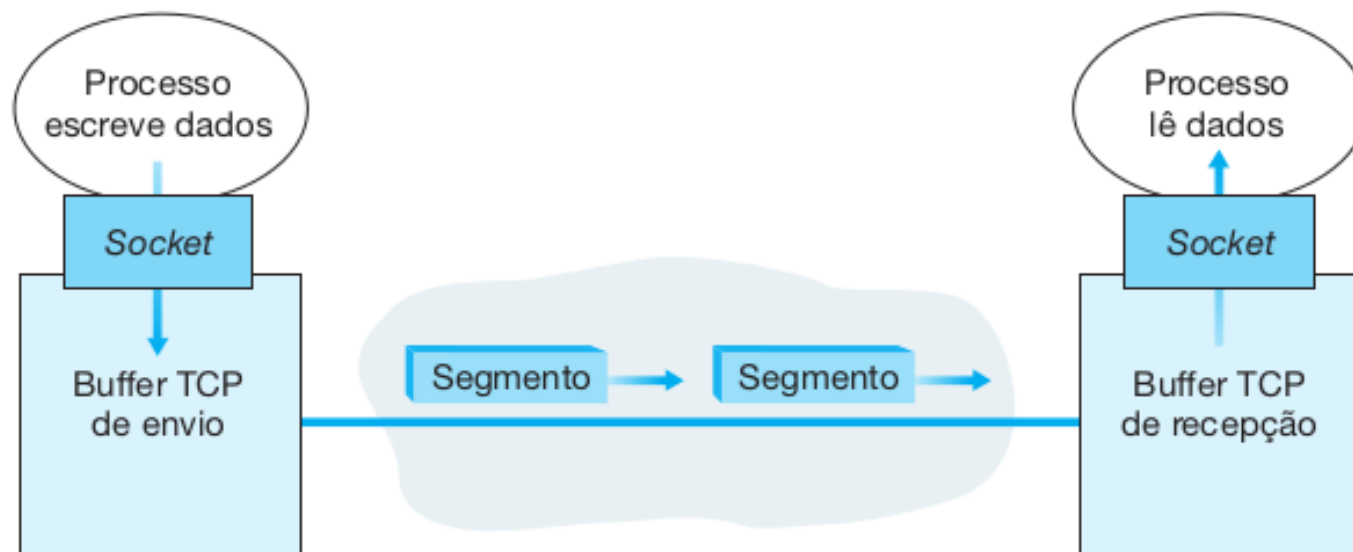 Processo
escreve dados
Socket
Buffer TCP
de envio
Segmento
Segmento
Processo
lê dados
Socket
Buffer TCP
de recepção